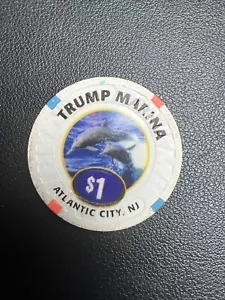 TRUMP MARINA
$1
ATLANTIC CITY, NJ